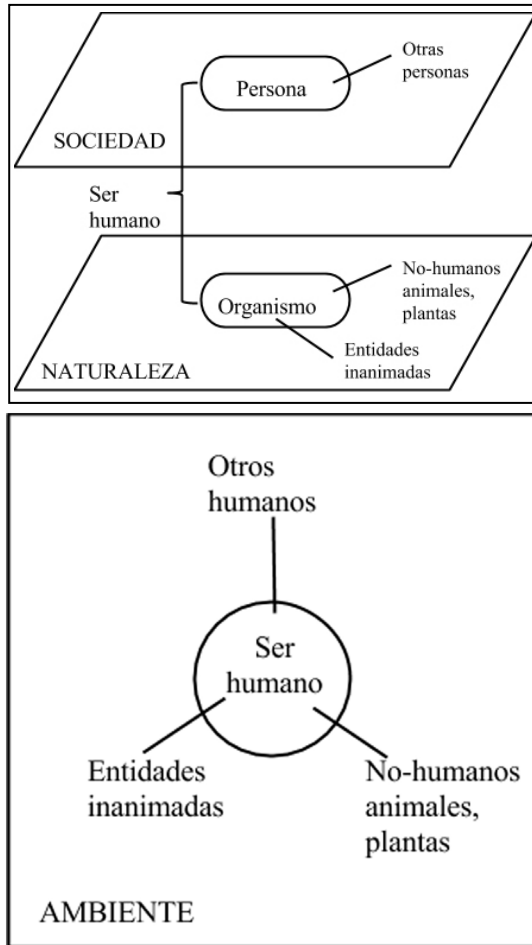 Otras
personas
Persona
SOCIEDAD
Ser
humano
No-humanos
animales,
plantas
Organismo
Entidades
inanimadas
NATURALEZA
Otros
humanos
Ser
humano
Entidades
inanimadas
No-humanos
animales,
plantas
AMBIENTE